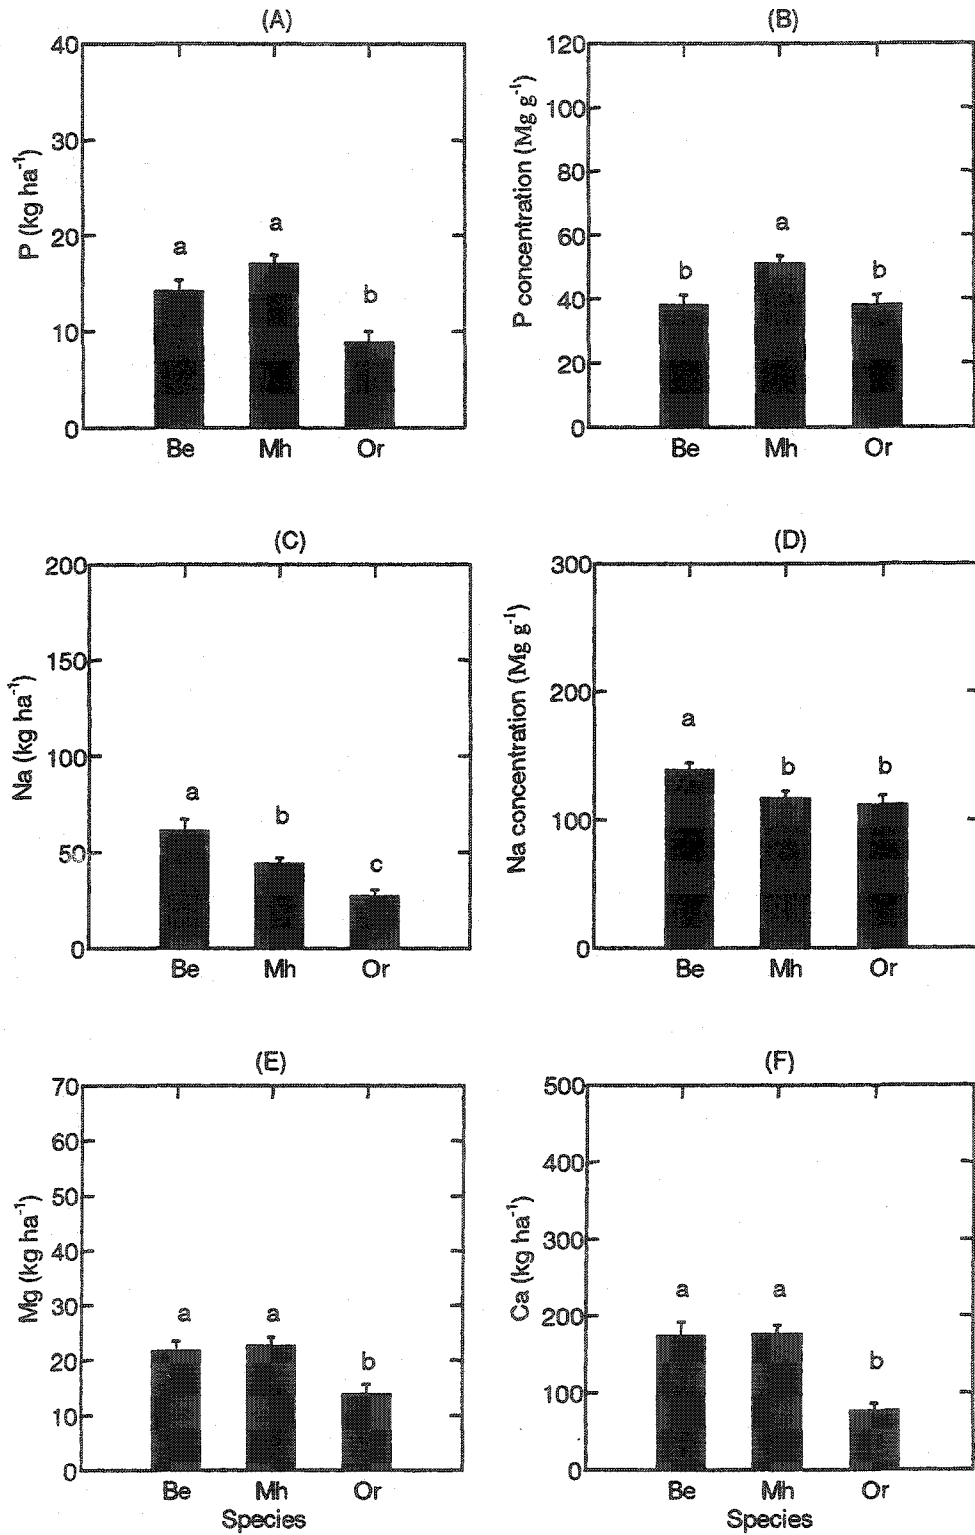 (A)
P (kg ha⁻¹)
40
30
20
10
0
a
a
b
Be Mh Or
(B)
P concentration (Mg g⁻¹)
120
100
80
60
40
20
0
b
a
b
Be Mh Or
(C)
Na (kg ha⁻¹)
200
150
100
50
0
a
b
c
Be Mh Or
(D)
Na concentration (Mg g⁻¹)
300
200
100
0
a
b
b
Be Mh Or
(E)
Mg (kg ha⁻¹)
70
60
50
40
30
20
10
0
a
a
b
Be Mh Or
Species
(F)
Ca (kg ha⁻¹)
500
400
300
200
100
0
a
a
b
Be Mh Or
Species